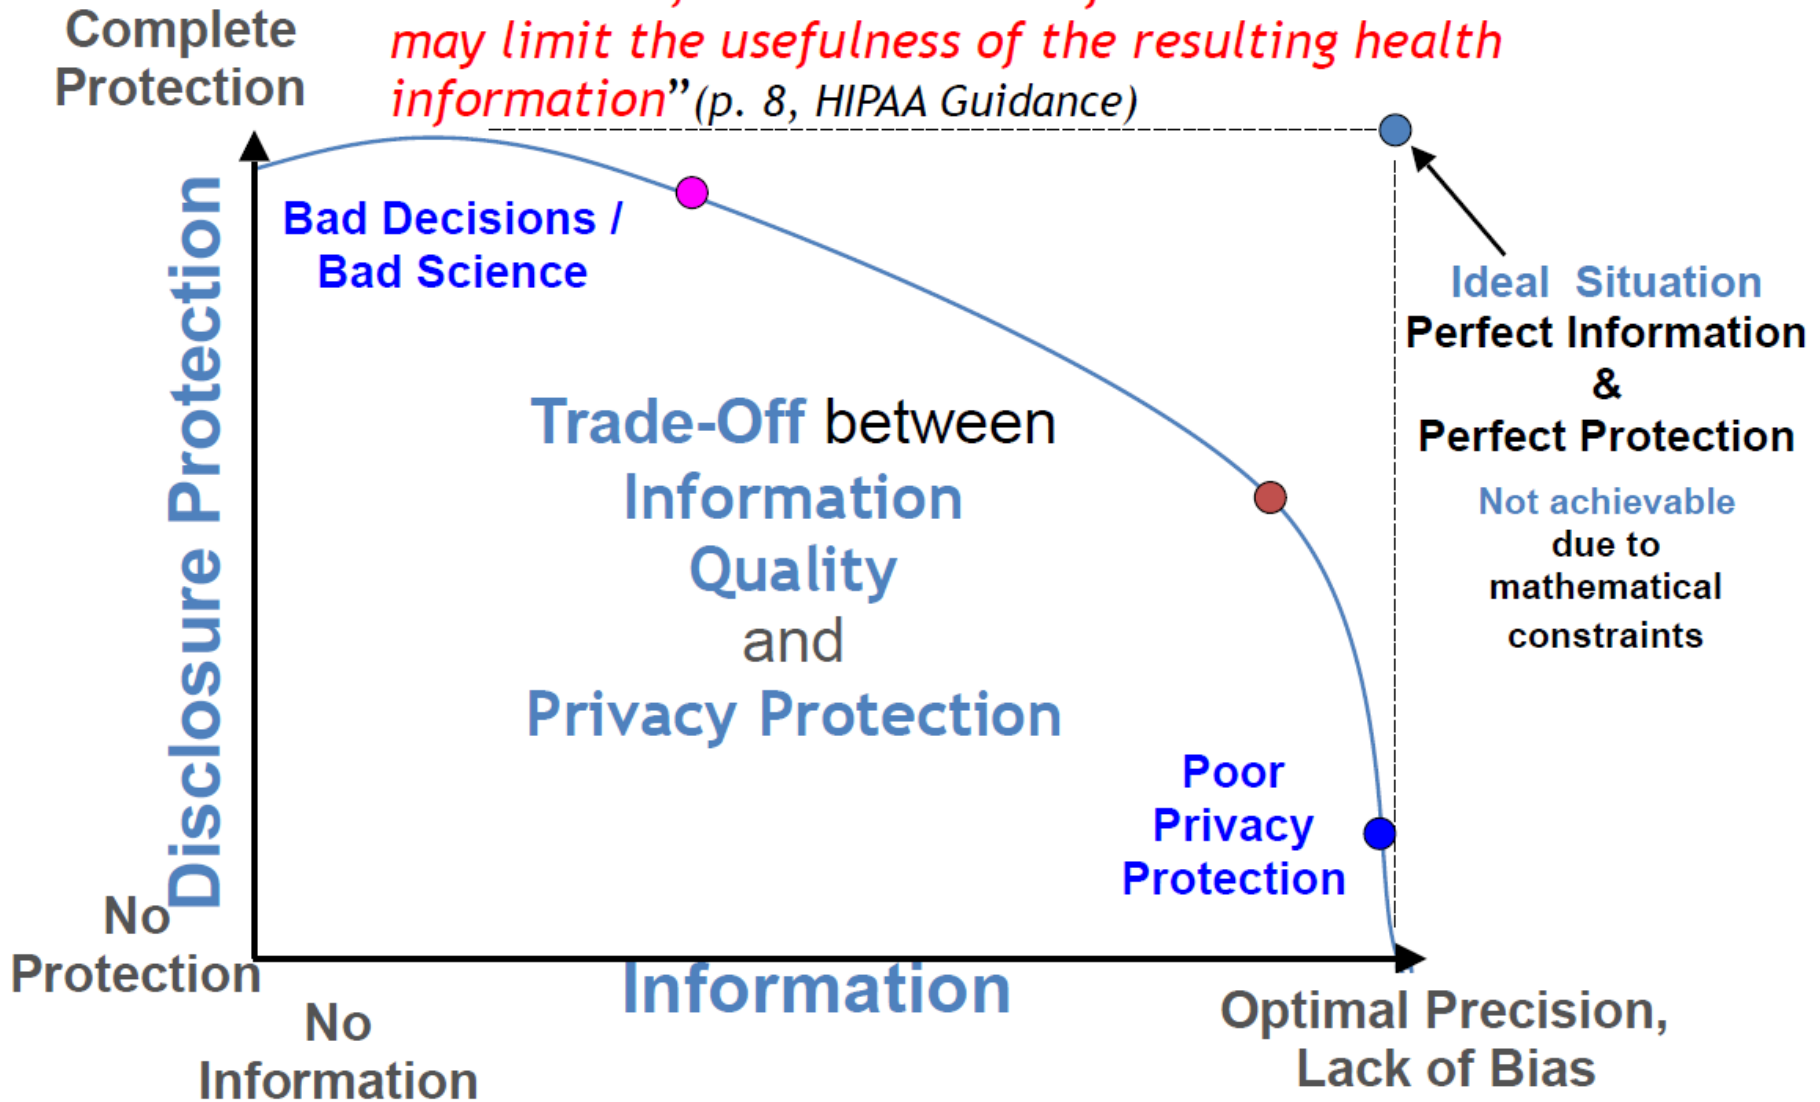 Complete
Protection
may limit the usefulness of the resulting health
information”(p. 8, HIPAA Guidance)
Bad Decisions /
Bad Science
Disclosure Protection
Ideal Situation
Perfect Information
&
Perfect Protection
Not achievable
due to
mathematical
constraints
Trade-Off between
Information
Quality
and
Privacy Protection
Poor
Privacy
Protection
No
Protection
No
Information
Information
Optimal Precision,
Lack of Bias